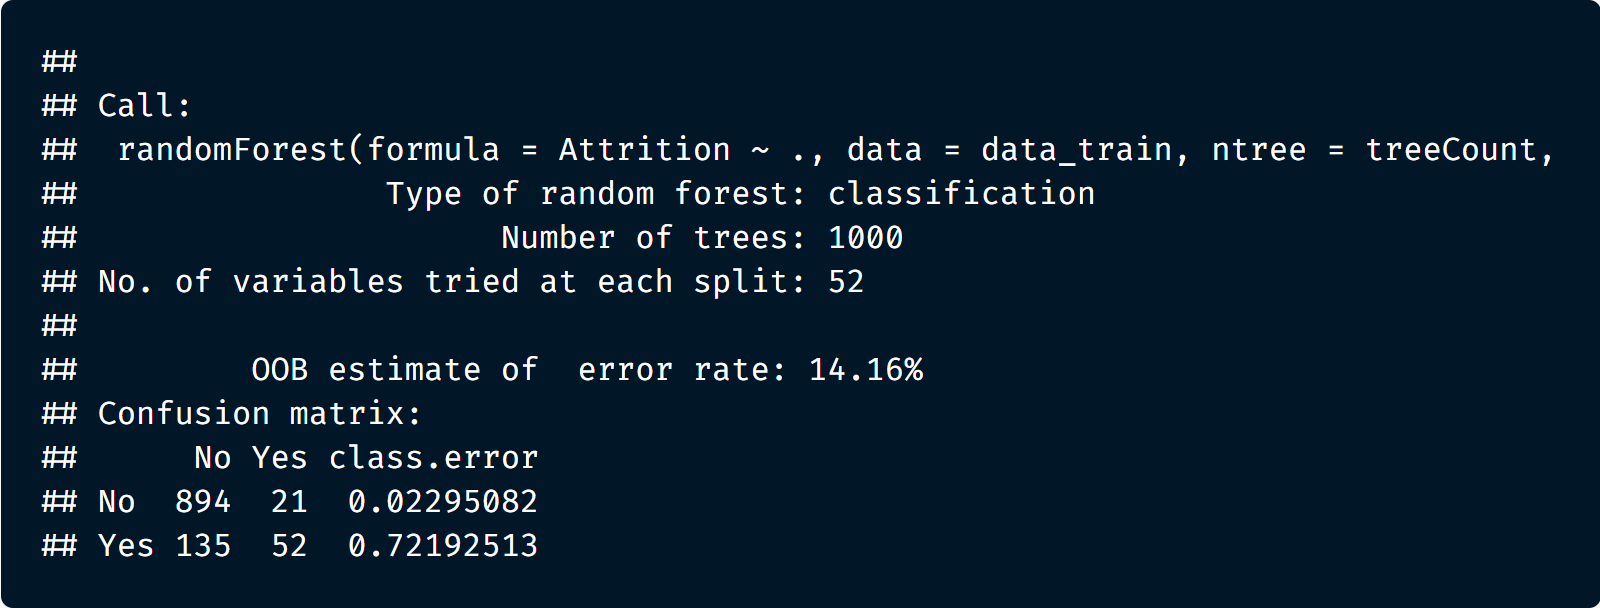 ##
## Call:
##  randomForest(formula = Attrition ~ ., data = data_train, ntree = treeCount,
##                Type of random forest: classification
##                      Number of trees: 1000
## No. of variables tried at each split: 52
##
##         OOB estimate of  error rate: 14.16%
## Confusion matrix:
##      No Yes class.error
## No  894  21  0.02295082
## Yes 135  52  0.72192513